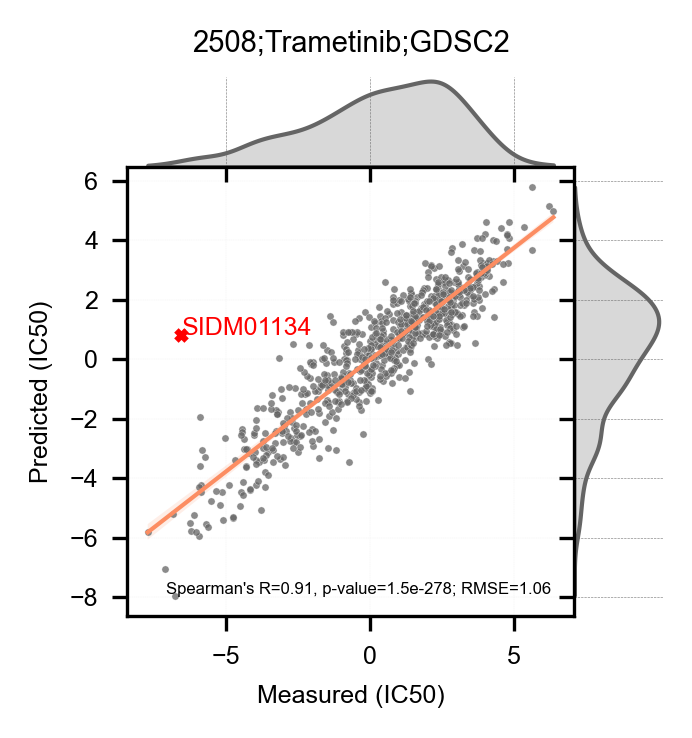 2508;Trametinib;GDSC2
6
4
2
0
−2
−4
−6
−8
Predicted (IC50)
SIDM01134
Spearman's R=0.91, p-value=1.5e-278; RMSE=1.06
−5 0 5
Measured (IC50)